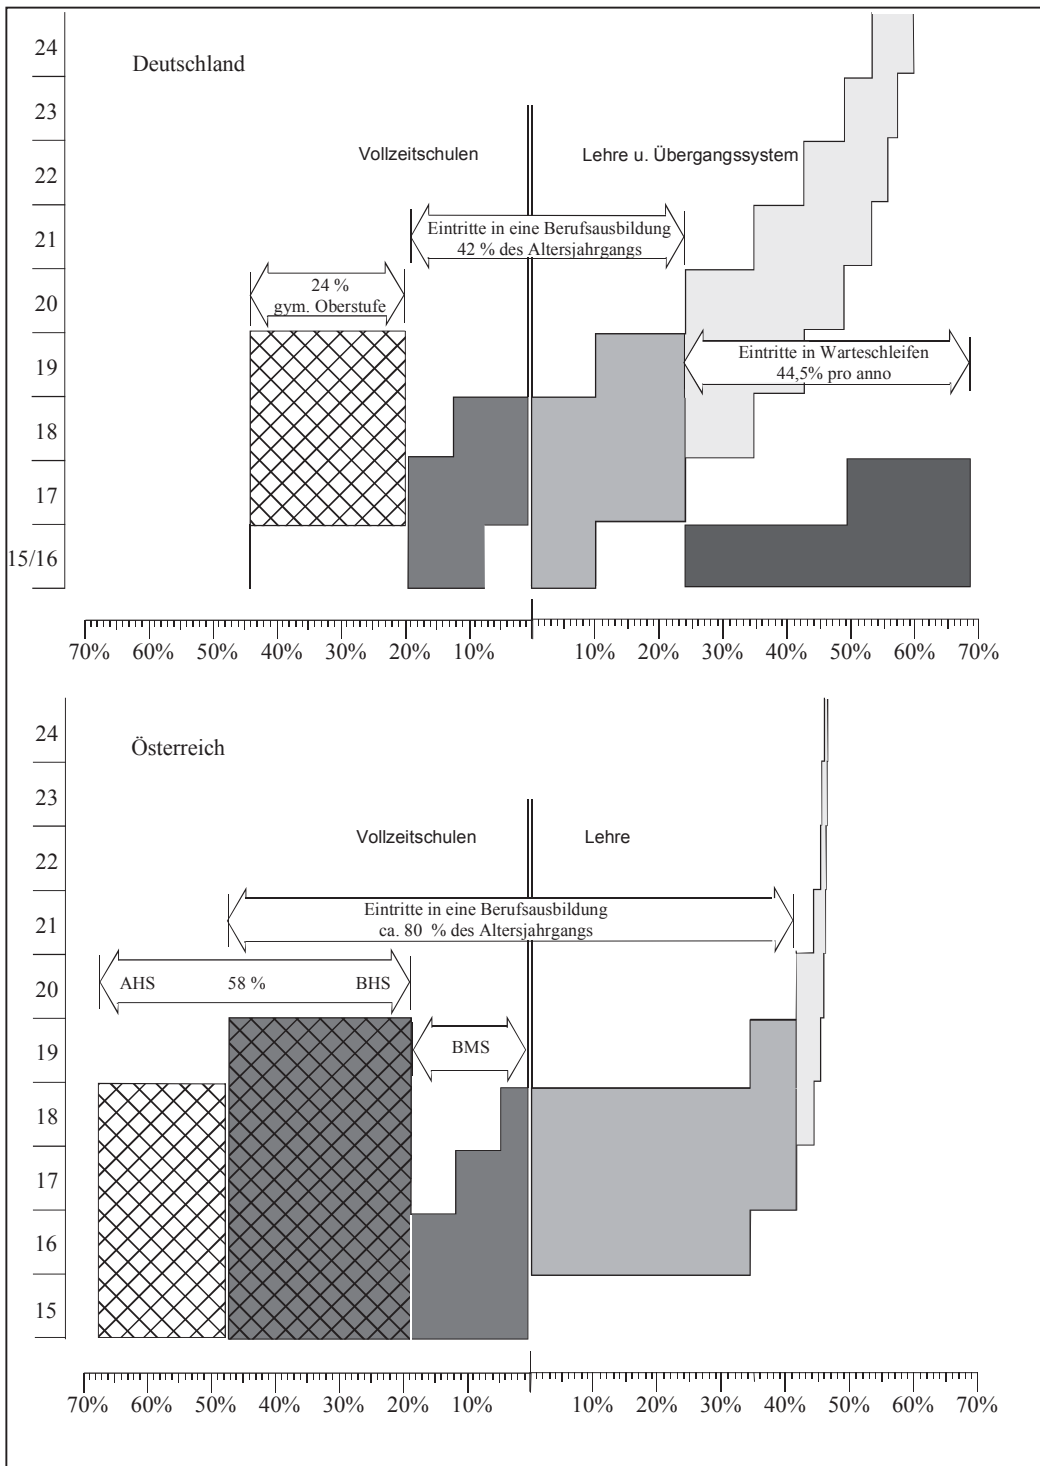 24
Deutschland
23
Vollzeitschulen
Lehre u. Übergangssystem
22
Eintritte in eine Berufsausbildung
42 % des Altersjahrgangs
21
24 %
gym. Oberstufe
20
Eintritte in Warteschleifen
44,5% pro anno
19
18
17
15/16
70% 60% 50% 40% 30% 20% 10% 10% 20% 30% 40% 50% 60% 70%
24
Österreich
23
Vollzeitschulen
Lehre
22
Eintritte in eine Berufsausbildung
ca. 80 % des Altersjahrgangs
21
AHS 58 % BHS
20
BMS
19
18
17
16
15
70% 60% 50% 40% 30% 20% 10% 10% 20% 30% 40% 50% 60% 70%